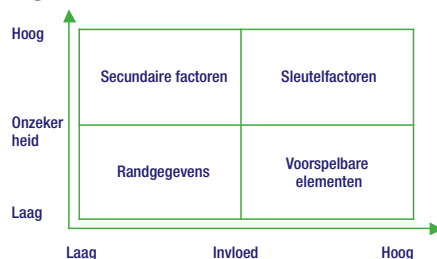 Hoog
Secundaire factoren
Sleutelfactoren
Onzeker
heid
Randgegevens
Voorspelbare
elementen
Laag
Laag
Invloed
Hoog